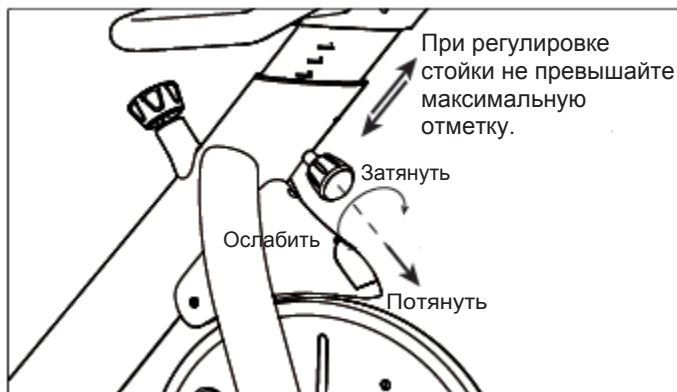 При регулировке
стойки не превышайте
максимальную
отметку.
Затянуть
Ослабить
Потянуть